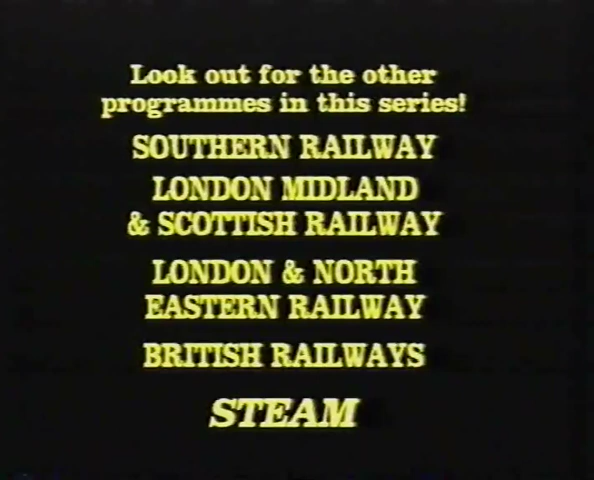 Look out for the other
programmes in this series!
SOUTHERN RAILWAY
LONDON MIDLAND
& SCOTTISH RAILWAY
LONDON & NORTH
EASTERN RAILWAY
BRITISH RAILWAYS
STEAM